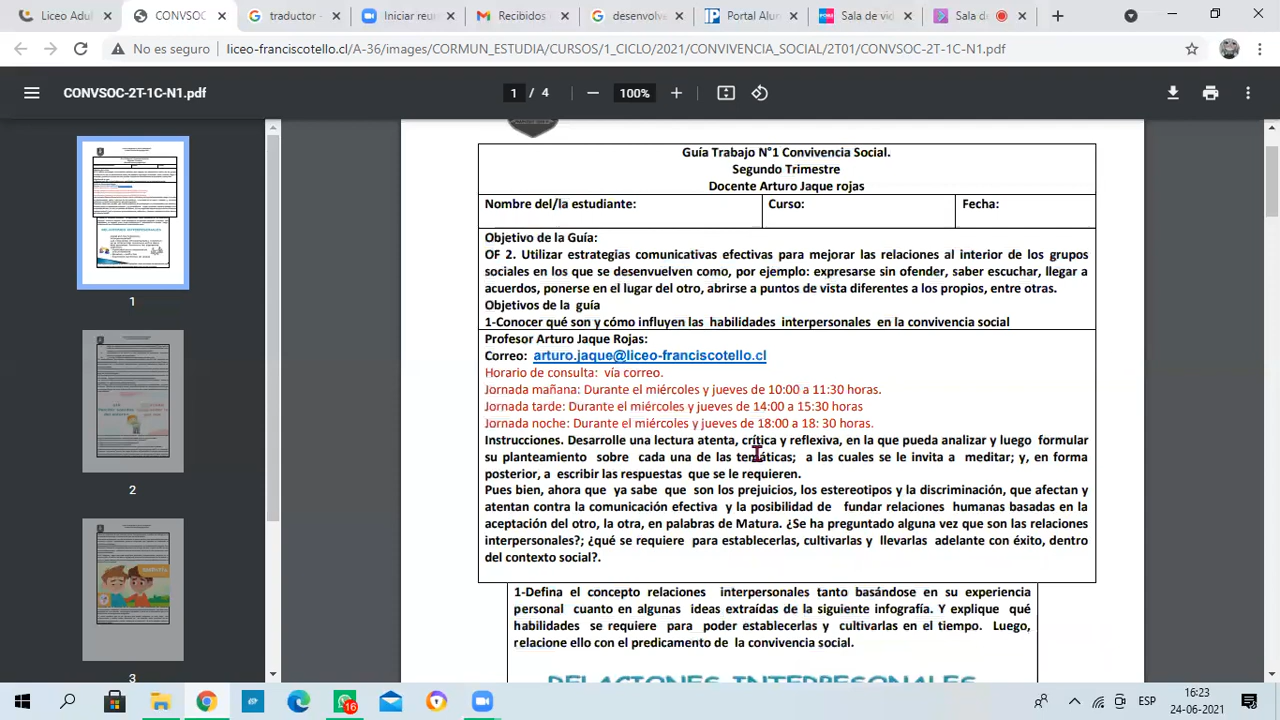 Liceo Adul
CONVSOC
traductor -
Iniciar reu
Recibidos
desenvolve
Portal Alun
Sala de vid
Sala de
No es seguro
liceo-franciscotello.cl/A-36/images/CORMUN_ESTUDIA/CURSOS/1_CICLO/2021/CONVIVENCIA_SOCIAL/2T01/CONVSOC-2T-1C-N1.pdf
CONVSOC-2T-1C-N1.pdf
1 / 4
100%
Guía Trabajo N°1 Convivencia Social.
Segundo Trimestre
Docente Arturo Jaque rojas
Nombre del/la estudiante: Curso: Fecha:
Objetivo de la Guía:
OF 2. Utilizar estrategias comunicativas efectivas para mejorar las relaciones al interior de los grupos
sociales en los que se desenvuelven como, por ejemplo: expresarse sin ofender, saber escuchar, llegar a
acuerdos, ponerse en el lugar del otro, abrirse a puntos de vista diferentes a los propios, entre otras.
Objetivos de la guía
1-Conocer qué son y cómo influyen las habilidades interpersonales en la convivencia social
Profesor Arturo Jaque Rojas:
Correo: arturo.jaque@liceo-franciscotello.cl
Horario de consulta: vía correo.
Jornada mañana: Durante el miércoles y jueves de 10:00 a 11:30 horas.
Jornada tarde: Durante el miércoles y jueves de 14:00 a 15:30 horas
Jornada noche: Durante el miércoles y jueves de 18:00 a 18: 30 horas.
Instrucciones: Desarrolle una lectura atenta, crítica y reflexiva, en la que pueda analizar y luego formular
su planteamiento sobre cada una de las temáticas; a las cuales se le invita a meditar; y, en forma
posterior, a escribir las respuestas que se le requieren.
Pues bien, ahora que ya sabe que son los prejuicios, los estereotipos y la discriminación, que afectan y
atentan contra la comunicación efectiva y la posibilidad de fundar relaciones humanas basadas en la
aceptación del otro, la otra, en palabras de Matura. ¿Se ha preguntado alguna vez que son las relaciones
interpersonales?; ¿qué se requiere para establecerlas, cultivarlas y llevarlas adelante con éxito, dentro
del contexto social?.
1-Defina el concepto relaciones interpersonales tanto basándose en su experiencia
personal cuanto en algunas ideas extraídas de la siguiente infografía. Y explique qué
habilidades se requiere para poder establecerlas y cultivarlas en el tiempo. Luego,
relacione ello con el predicamento de la convivencia social.
RELACIONES INTERPESONALES
1
2
3
16
ESP
16:23
24-06-2021